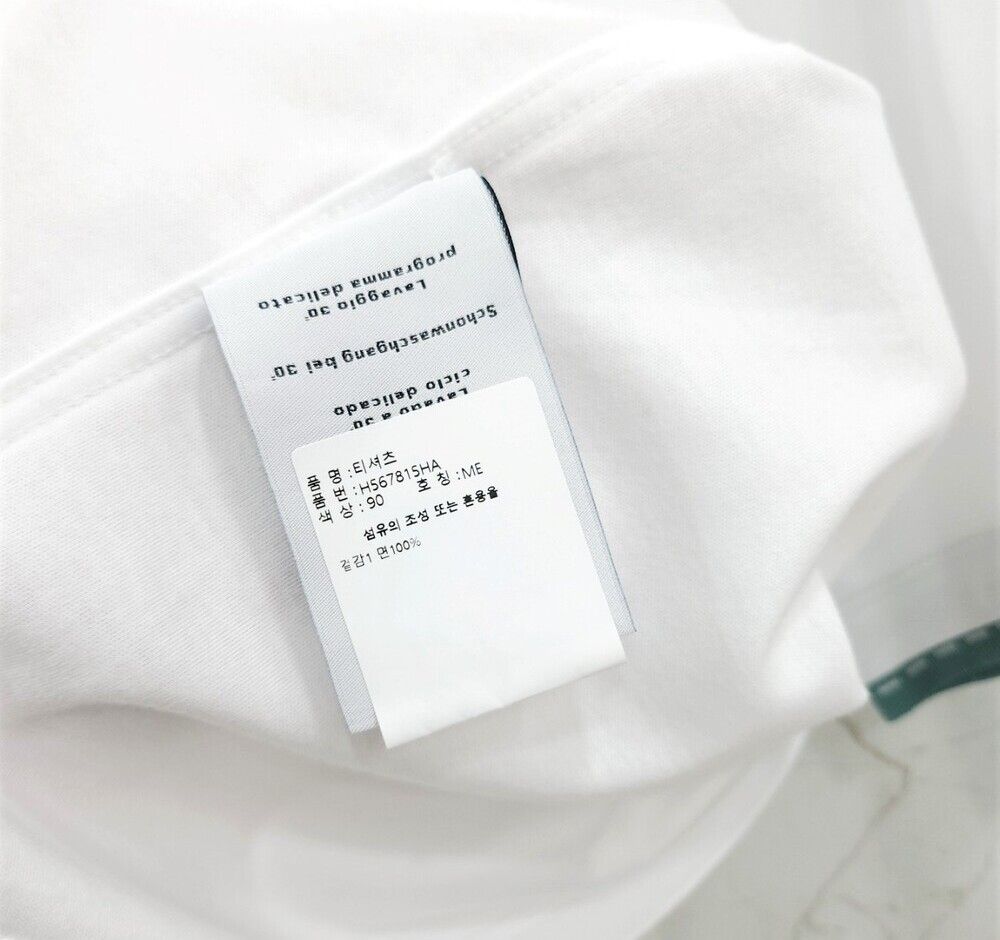 programma delicato
Lavaggio 30°
Schonwaschgang bei 30°
ciclo delicado
Lavado a 30°
품 명 : 티셔츠
품 번 : H567815HA
색 상 : 90 호 칭 : ME
섬유의 조성 또는 혼용율
겉감1 면100%